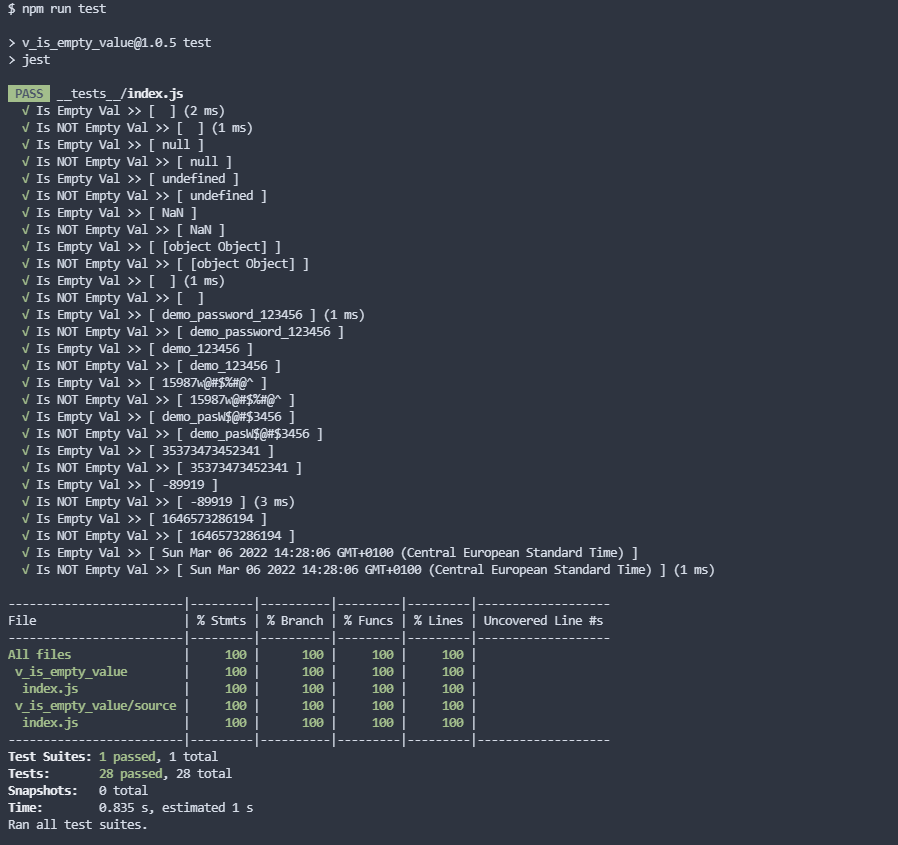 $ npm run test
> v_is_empty_value@1.0.5 test
> jest
PASS __tests__/index.js
√ Is Empty Val >> [  ] (2 ms)
√ Is NOT Empty Val >> [  ] (1 ms)
√ Is Empty Val >> [ null ]
√ Is NOT Empty Val >> [ null ]
√ Is Empty Val >> [ undefined ]
√ Is NOT Empty Val >> [ undefined ]
√ Is Empty Val >> [ NaN ]
√ Is NOT Empty Val >> [ NaN ]
√ Is Empty Val >> [ [object Object] ]
√ Is NOT Empty Val >> [ [object Object] ]
√ Is Empty Val >> [  ] (1 ms)
√ Is NOT Empty Val >> [  ]
√ Is Empty Val >> [ demo_password_123456 ] (1 ms)
√ Is NOT Empty Val >> [ demo_password_123456 ]
√ Is Empty Val >> [ demo_123456 ]
√ Is NOT Empty Val >> [ demo_123456 ]
√ Is Empty Val >> [ 15987w@#$%#@^ ]
√ Is NOT Empty Val >> [ 15987w@#$%#@^ ]
√ Is Empty Val >> [ demo_pasW$@#$3456 ]
√ Is NOT Empty Val >> [ demo_pasW$@#$3456 ]
√ Is Empty Val >> [ 35373473452341 ]
√ Is NOT Empty Val >> [ 35373473452341 ]
√ Is Empty Val >> [ -89919 ]
√ Is NOT Empty Val >> [ -89919 ] (3 ms)
√ Is Empty Val >> [ 1646573286194 ]
√ Is NOT Empty Val >> [ 1646573286194 ]
√ Is Empty Val >> [ Sun Mar 06 2022 14:28:06 GMT+0100 (Central European Standard Time) ]
√ Is NOT Empty Val >> [ Sun Mar 06 2022 14:28:06 GMT+0100 (Central European Standard Time) ] (1 ms)
-------------------------|---------|----------|---------|---------|-------------------
File                     | % Stmts | % Branch | % Funcs | % Lines | Uncovered Line #s
-------------------------|---------|----------|---------|---------|-------------------
All files                |     100 |      100 |     100 |     100 |
 v_is_empty_value        |     100 |      100 |     100 |     100 |
  index.js               |     100 |      100 |     100 |     100 |
 v_is_empty_value/source |     100 |      100 |     100 |     100 |
  index.js               |     100 |      100 |     100 |     100 |
-------------------------|---------|----------|---------|---------|-------------------
Test Suites: 1 passed, 1 total
Tests:       28 passed, 28 total
Snapshots:   0 total
Time:        0.835 s, estimated 1 s
Ran all test suites.